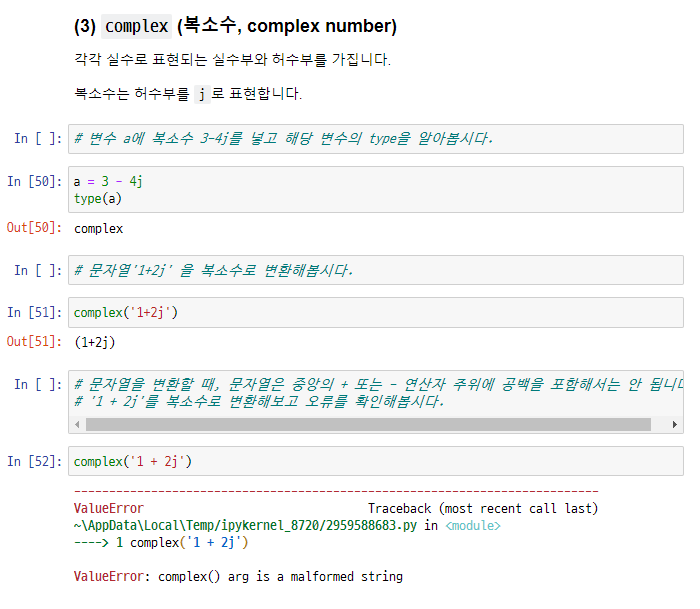 (3) complex (복소수, complex number)
각각 실수로 표현되는 실수부와 허수부를 가집니다.
복소수는 허수부를 j 로 표현합니다.
In [ ]: # 변수 a에 복소수 3-4j를 넣고 해당 변수의 type을 알아봅시다.
In [50]: a = 3 - 4j
type(a)
Out[50]: complex
In [ ]: # 문자열'1+2j' 을 복소수로 변환해봅시다.
In [51]: complex('1+2j')
Out[51]: (1+2j)
In [ ]: # 문자열을 변환할 때, 문자열은 중앙의 + 또는 - 연산자 주위에 공백을 포함해서는 안 됩니다
# '1 + 2j'를 복소수로 변환해보고 오류를 확인해봅시다.
In [52]: complex('1 + 2j')
---------------------------------------------------------------------------
ValueError                                Traceback (most recent call last)
~\AppData\Local\Temp/ipykernel_8720/2959588683.py in <module>
----> 1 complex('1 + 2j')
ValueError: complex() arg is a malformed string